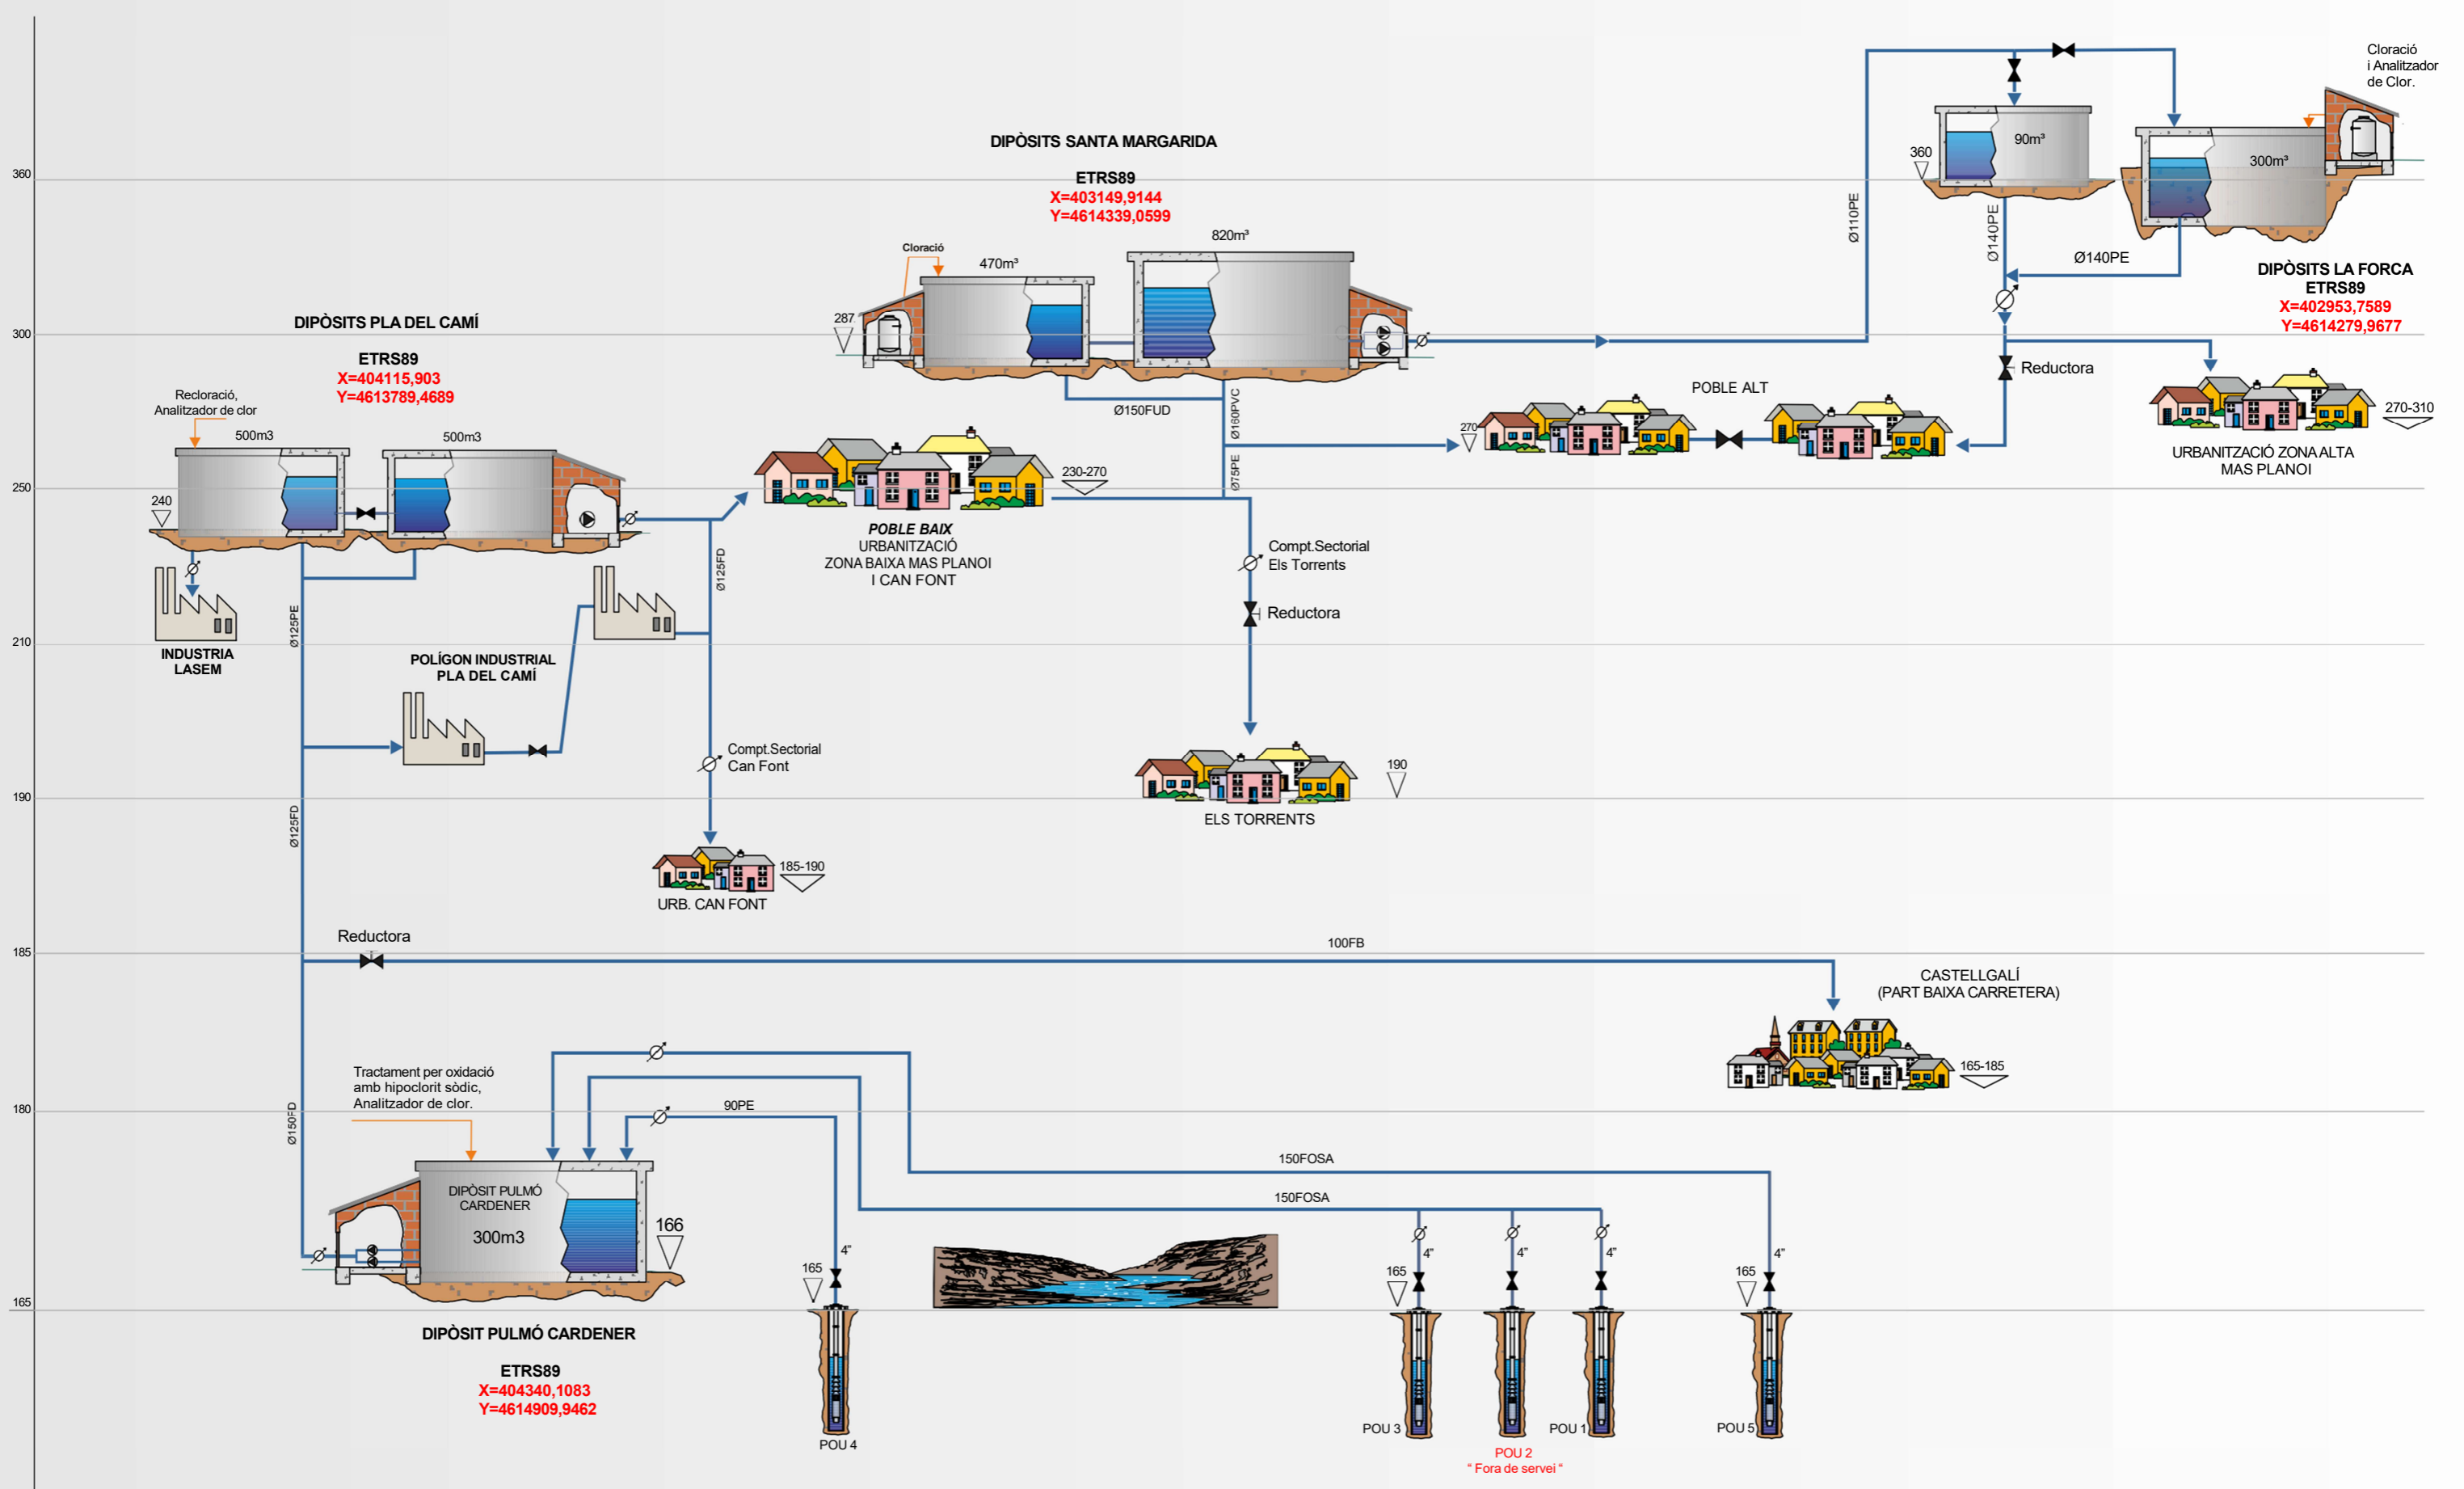 360
300
250
210
190
185
180
165
DIPÒSITS PLA DEL CAMÍ
ETRS89
X=404115,903
Y=4613789,4689
Recloració,
Analitzador de clor
500m3
500m3
240
INDUSTRIA
LASEM
Ø125PE
POLÍGON INDUSTRIAL
PLA DEL CAMÍ
Ø125FD
Compt.Sectorial
Can Font
185-190
URB. CAN FONT
Ø125FD
Ø150FD
DIPÒSITS SANTA MARGARIDA
ETRS89
X=403149,9144
Y=4614339,0599
Cloració
470m³
820m³
287
Ø150FUD
Ø160PVC
Ø75PE
230-270
POBLE BAIX
URBANITZACIÓ
ZONA BAIXA MAS PLANOI
I CAN FONT
Compt.Sectorial
Els Torrents
Reductora
190
ELS TORRENTS
270
POBLE ALT
Ø110PE
Cloració
i Analitzador
de Clor.
90m³
300m³
360
Ø140PE
Ø140PE
DIPÒSITS LA FORCA
ETRS89
X=402953,7589
Y=4614279,9677
Reductora
270-310
URBANITZACIÓ ZONA ALTA
MAS PLANOI
Reductora
100FB
CASTELLGALÍ
(PART BAIXA CARRETERA)
165-185
Tractament per oxidació
amb hipoclorit sòdic,
Analitzador de clor.
90PE
150FOSA
150FOSA
DIPÒSIT PULMÓ
CARDENER
300m3
166
DIPÒSIT PULMÓ CARDENER
ETRS89
X=404340,1083
Y=4614909,9462
165
4"
POU 4
165
4"
POU 3
4"
POU 2
" Fora de servei "
4"
POU 1
165
4"
POU 5